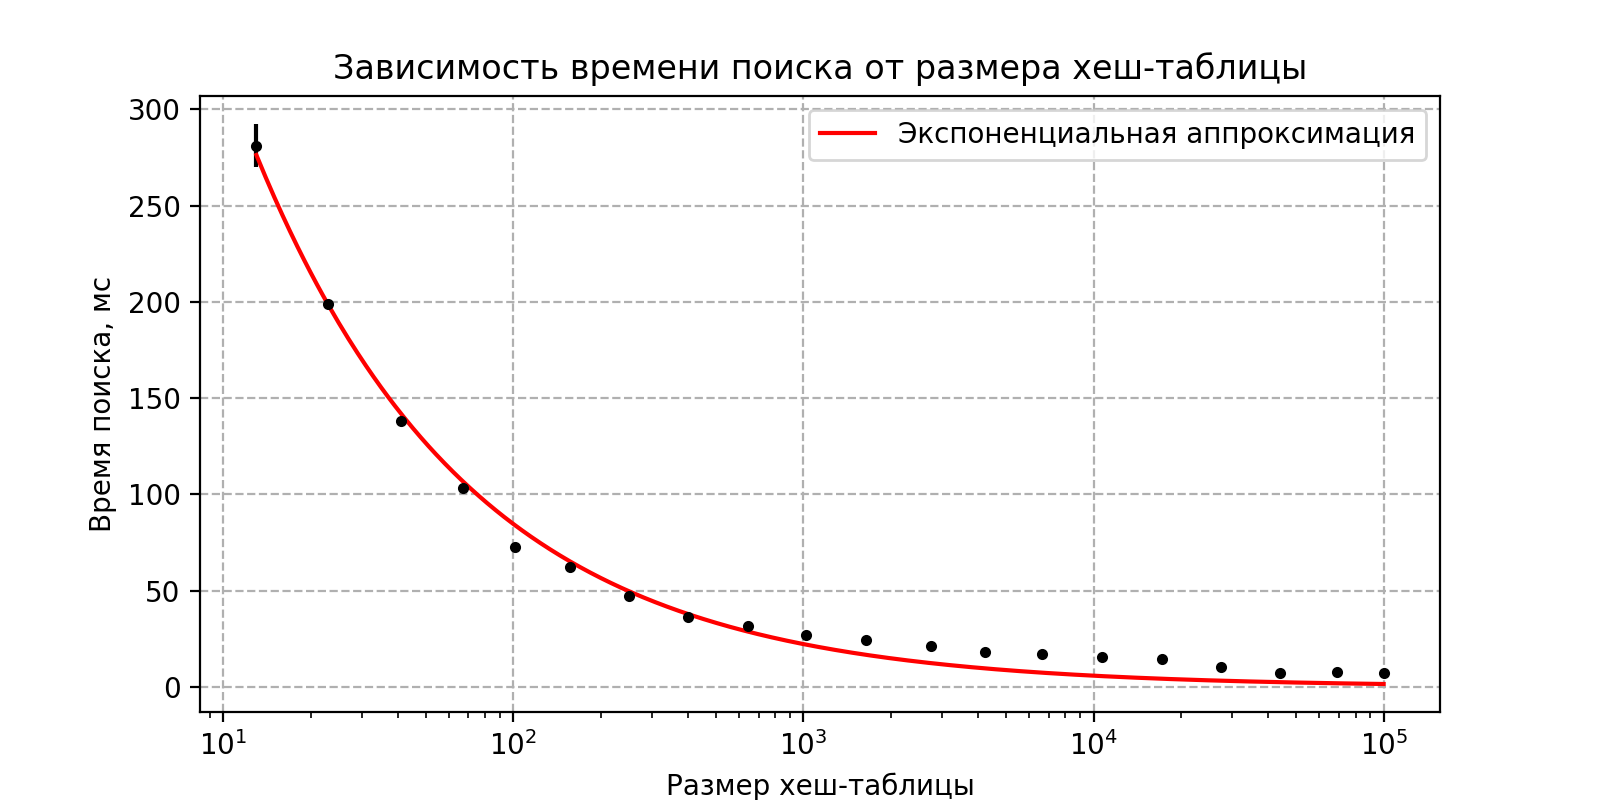 Зависимость времени поиска от размера хеш-таблицы
Экспоненциальная аппроксимация
Время поиска, мс
300
250
200
150
100
50
0
10¹ 10² 10³ 10⁴ 10⁵
Размер хеш-таблицы